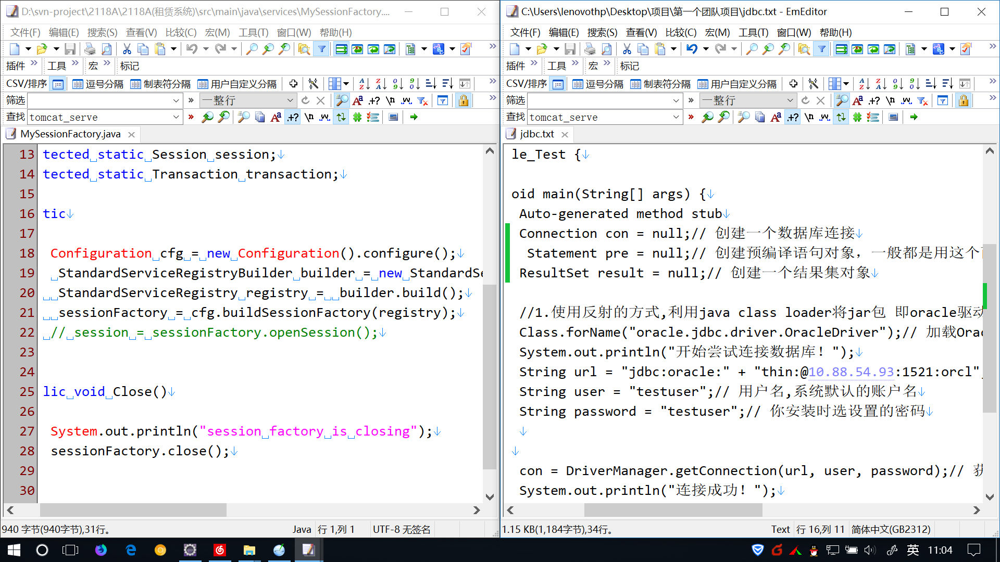 D:\svn-project\2118A\2118A(租赁系统)\src\main\java\services\MySessionFactory....
文件(F) 编辑(E) 搜索(S) 查看(V) 比较(C) 宏(M) 工具(T) 窗口(W) 帮助(H)
插件 » 工具 » 宏 » 标记
CSV/排序 逗号分隔 制表符分隔 用户自定义分隔
筛选 一整行
查找 tomcat_serve
MySessionFactory.java
13 tected static Session session;
14 tected static Transaction transaction;
15
16 tic
17
18 Configuration cfg = new Configuration().configure();
19 StandardServiceRegistryBuilder builder = new StandardSe
20 StandardServiceRegistry registry = builder.build();
21 sessionFactory = cfg.buildSessionFactory(registry);
22 // session = sessionFactory.openSession();
23
24
25 lic void Close()
26
27 System.out.println("session factory is closing");
28 sessionFactory.close();
29
30
940 字节(940字节),31行。 Java 行 1,列 1 UTF-8 无签名
C:\Users\lenovothp\Desktop\项目\第一个团队项目\jdbc.txt - EmEditor
文件(F) 编辑(E) 搜索(S) 查看(V) 比较(C) 宏(M) 工具(T) 窗口(W) 帮助(H)
插件 » 工具 » 宏 » 标记
CSV/排序 逗号分隔 制表符分隔 用户自定义分隔
筛选 一整行
查找 tomcat_serve
jdbc.txt
le_Test {
oid main(String[] args) {
Auto-generated method stub
Connection con = null;// 创建一个数据库连接
Statement pre = null;// 创建预编译语句对象，一般都是用这个
ResultSet result = null;// 创建一个结果集对象
//1.使用反射的方式,利用java class loader将jar包 即oracle驱动
Class.forName("oracle.jdbc.driver.OracleDriver");// 加载Orac
System.out.println("开始尝试连接数据库！");
String url = "jdbc:oracle:" + "thin:@10.88.54.93:1521:orcl"
String user = "testuser";// 用户名,系统默认的账户名
String password = "testuser";// 你安装时选设置的密码
con = DriverManager.getConnection(url, user, password);// 获
System.out.println("连接成功！");
1.15 KB(1,184字节),34行。 Text 行 16,列 11 简体中文(GB2312)
英 11:04